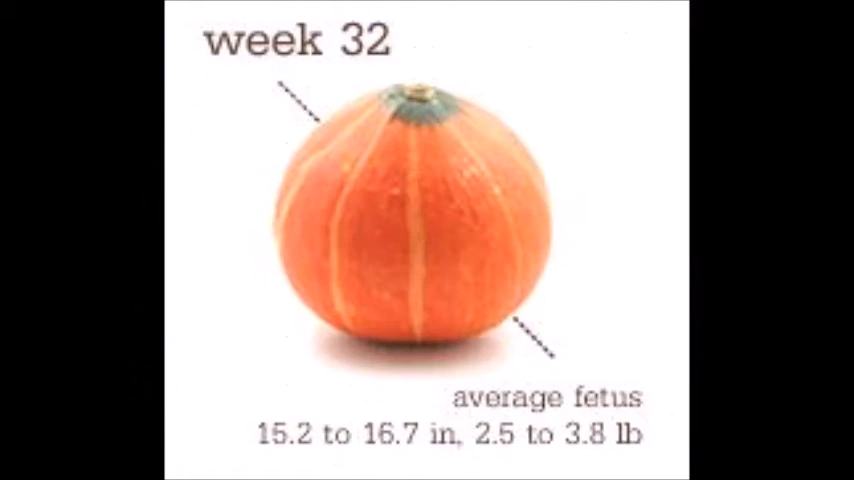 week 32
average fetus
15.2 to 16.7 in, 2.5 to 3.8 lb